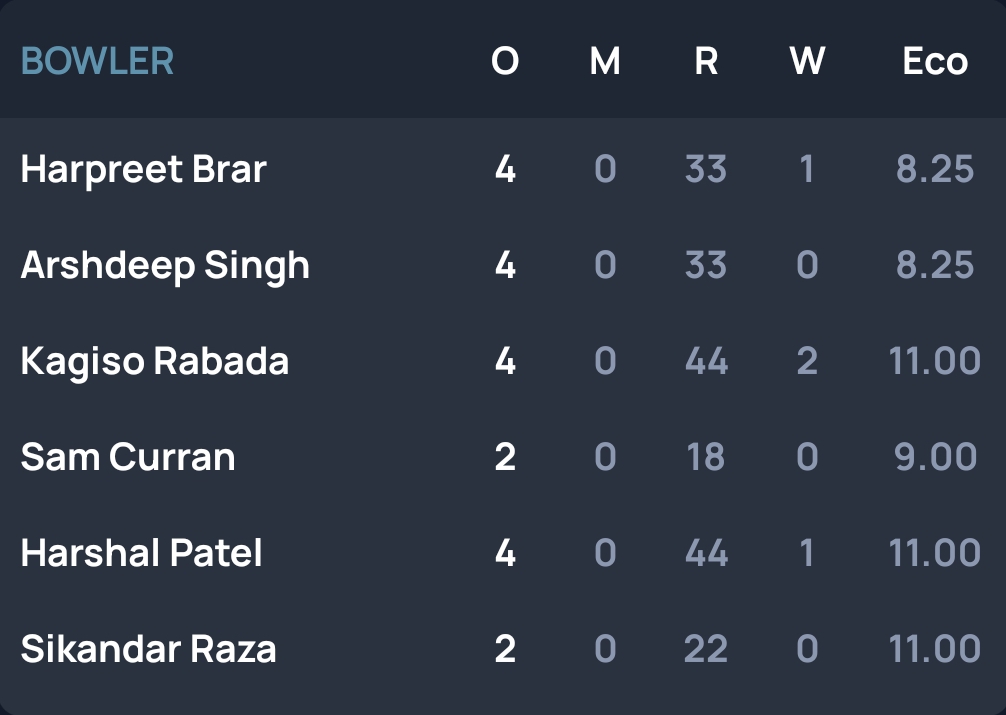 BOWLER O M R W Eco
Harpreet Brar 4 0 33 1 8.25
Arshdeep Singh 4 0 33 0 8.25
Kagiso Rabada 4 0 44 2 11.00
Sam Curran 2 0 18 0 9.00
Harshal Patel 4 0 44 1 11.00
Sikandar Raza 2 0 22 0 11.00